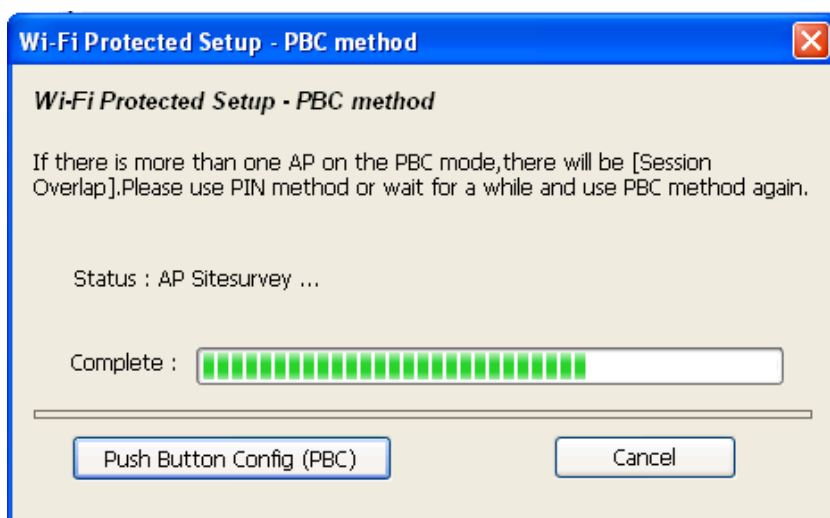 Wi-Fi Protected Setup - PBC method
Wi-Fi Protected Setup - PBC method
If there is more than one AP on the PBC mode,there will be [Session
Overlap].Please use PIN method or wait for a while and use PBC method again.
Status : AP Sitesurvey ...
Complete :
Push Button Config (PBC)
Cancel